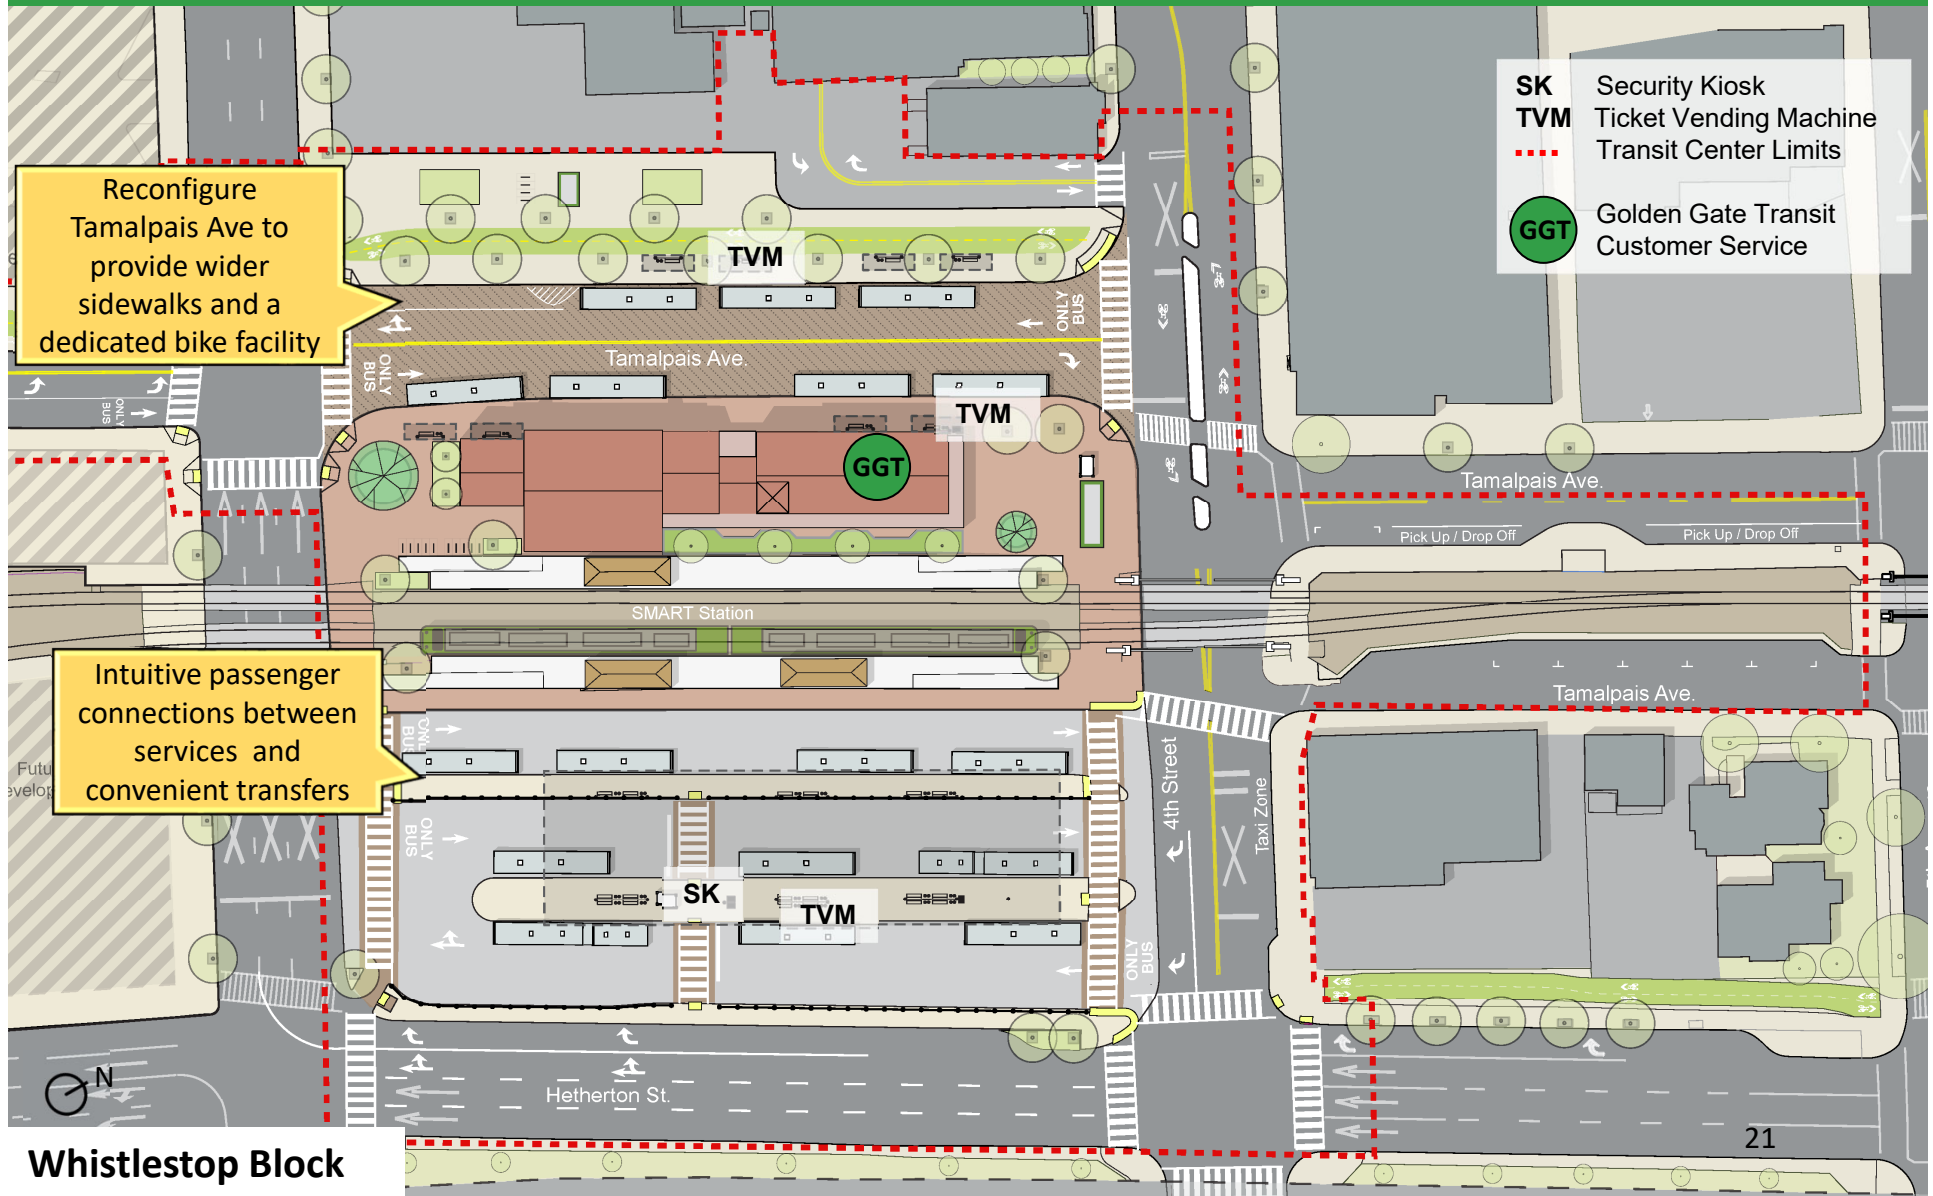 SK Security Kiosk
TVM Ticket Vending Machine
Transit Center Limits
GGT Golden Gate Transit
Customer Service
Reconfigure
Tamalpais Ave to
provide wider
sidewalks and a
dedicated bike facility
TVM
ONLY
BUS
Tamalpais Ave.
ONLY
BUS
ONLY
BUS
TVM
GGT
Tamalpais Ave.
Pick Up / Drop Off
Pick Up / Drop Off
SMART Station
Intuitive passenger
connections between
services and
convenient transfers
Tamalpais Ave.
4th Street
Taxi Zone
ONLY
BUS
SK
TVM
ONLY
BUS
N
Hetherton St.
21
Whistlestop Block